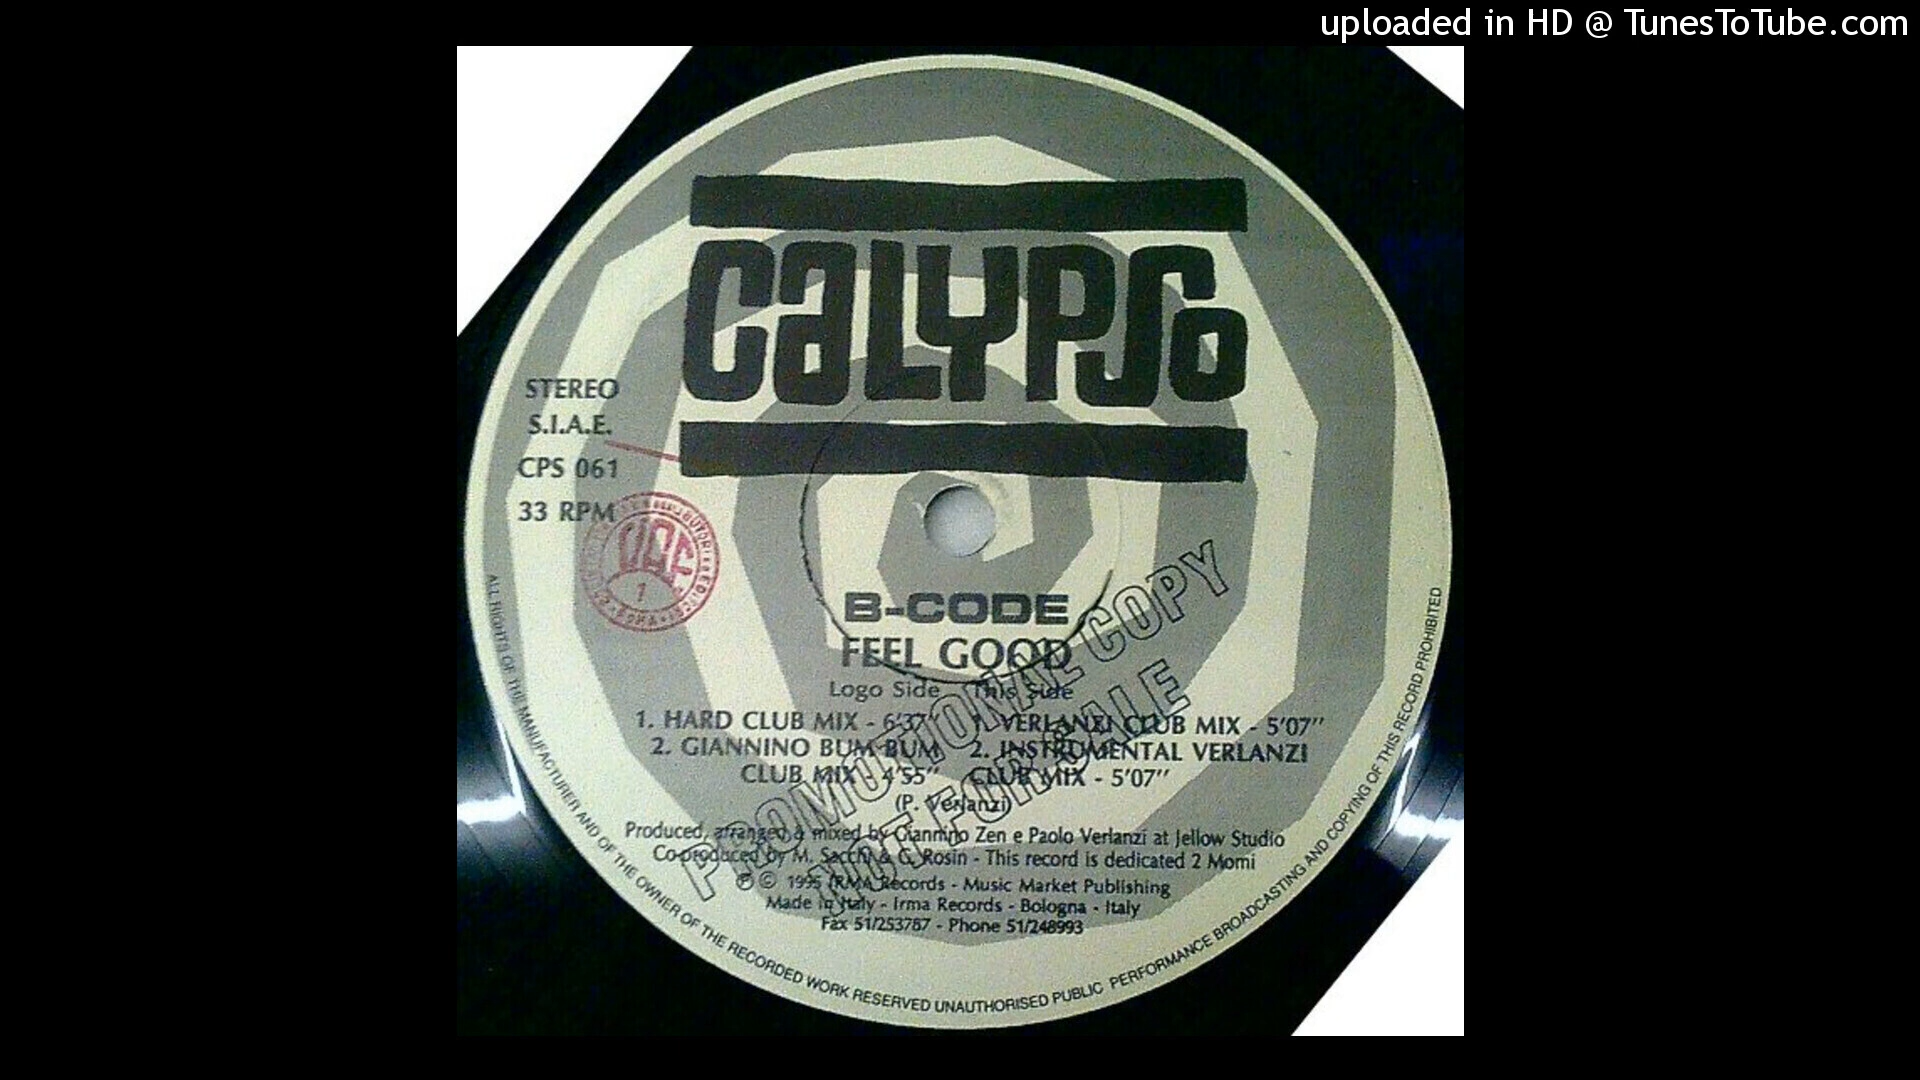 uploaded in HD @ TunesToTube.com
CALYPSO
STEREO
S.I.A.E.
CPS 061
33 RPM
B-CODE
FEEL GOOD
Logo Side This Side
1. HARD CLUB MIX - 6'37" 1. VERLANZI CLUB MIX - 5'07"
2. GIANNINO BUM BUM 2. INSTRUMENTAL VERLANZI
CLUB MIX - 4'55" CLUB MIX - 5'07"
(P. Verlanzi)
Produced, arranged & mixed by Giannino Zen e Paolo Verlanzi at Jellow Studio
Co-produced by M. Sacchi & G. Rosin - This record is dedicated 2 Momi
℗ © 1995 IRMA Records - Music Market Publishing
Made in Italy - Irma Records - Bologna - Italy
Fax 51/253787 - Phone 51/248993
PROMOTIONAL COPY
NOT FOR SALE
ALL RIGHTS OF THE MANUFACTURER AND OF THE OWNER OF THE RECORDED WORK RESERVED UNAUTHORISED PUBLIC PERFORMANCE BROADCASTING AND COPYING OF THIS RECORD PROHIBITED